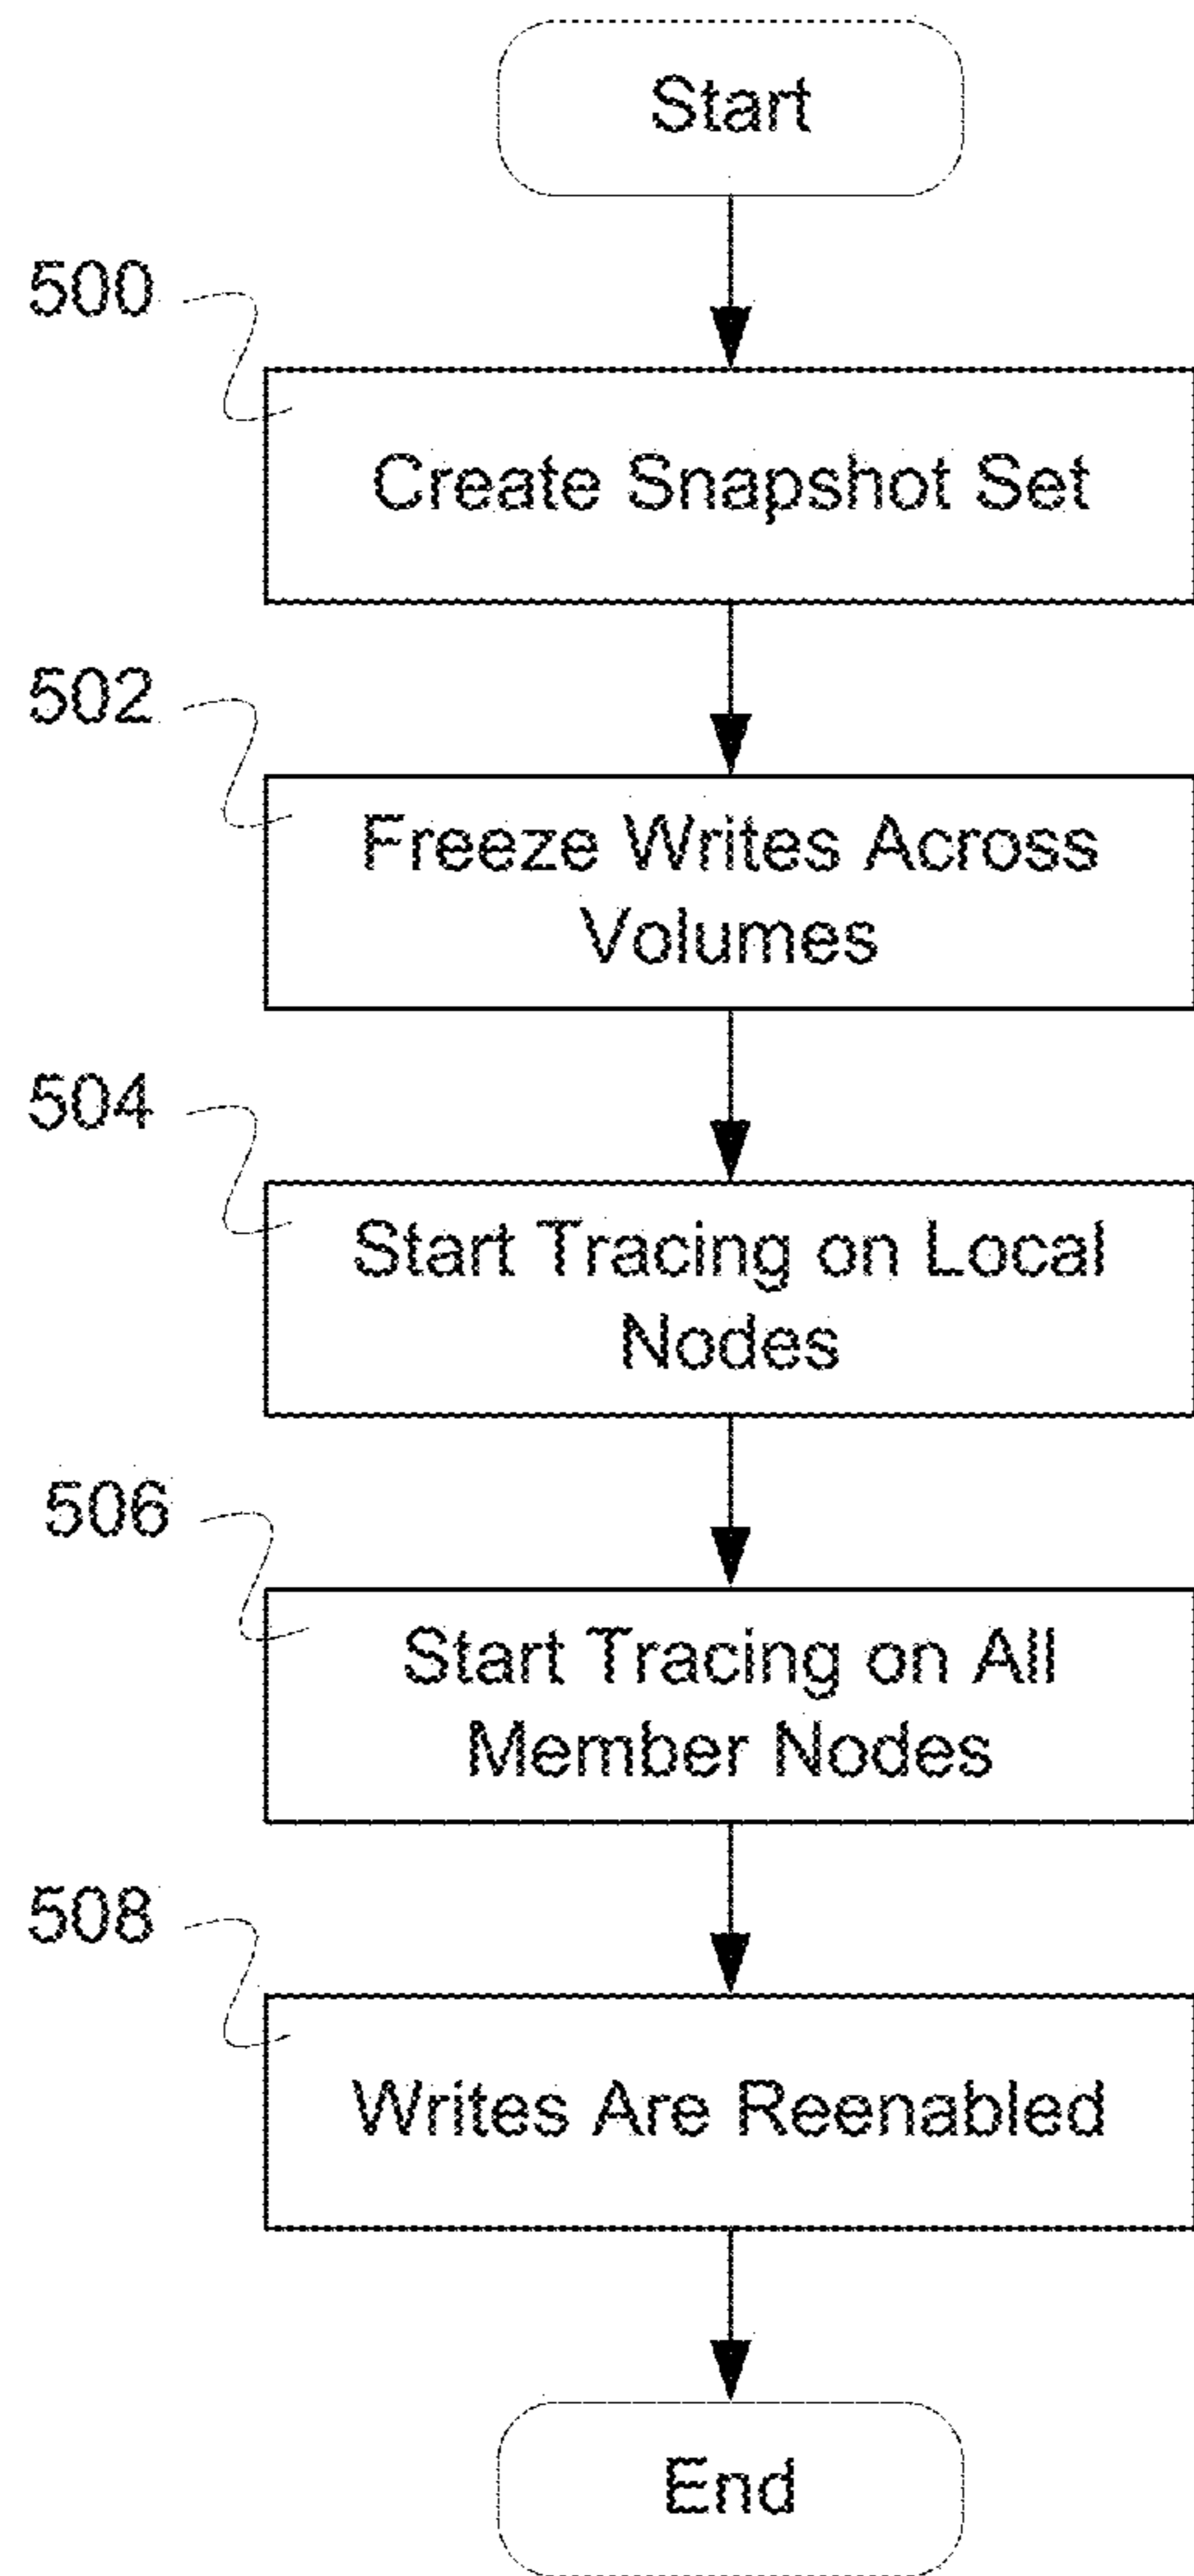 Start
500
Create Snapshot Set
502
Freeze Writes Across
Volumes
504
Start Tracing on Local
Nodes
506
Start Tracing on All
Member Nodes
508
Writes Are Reenabled
End